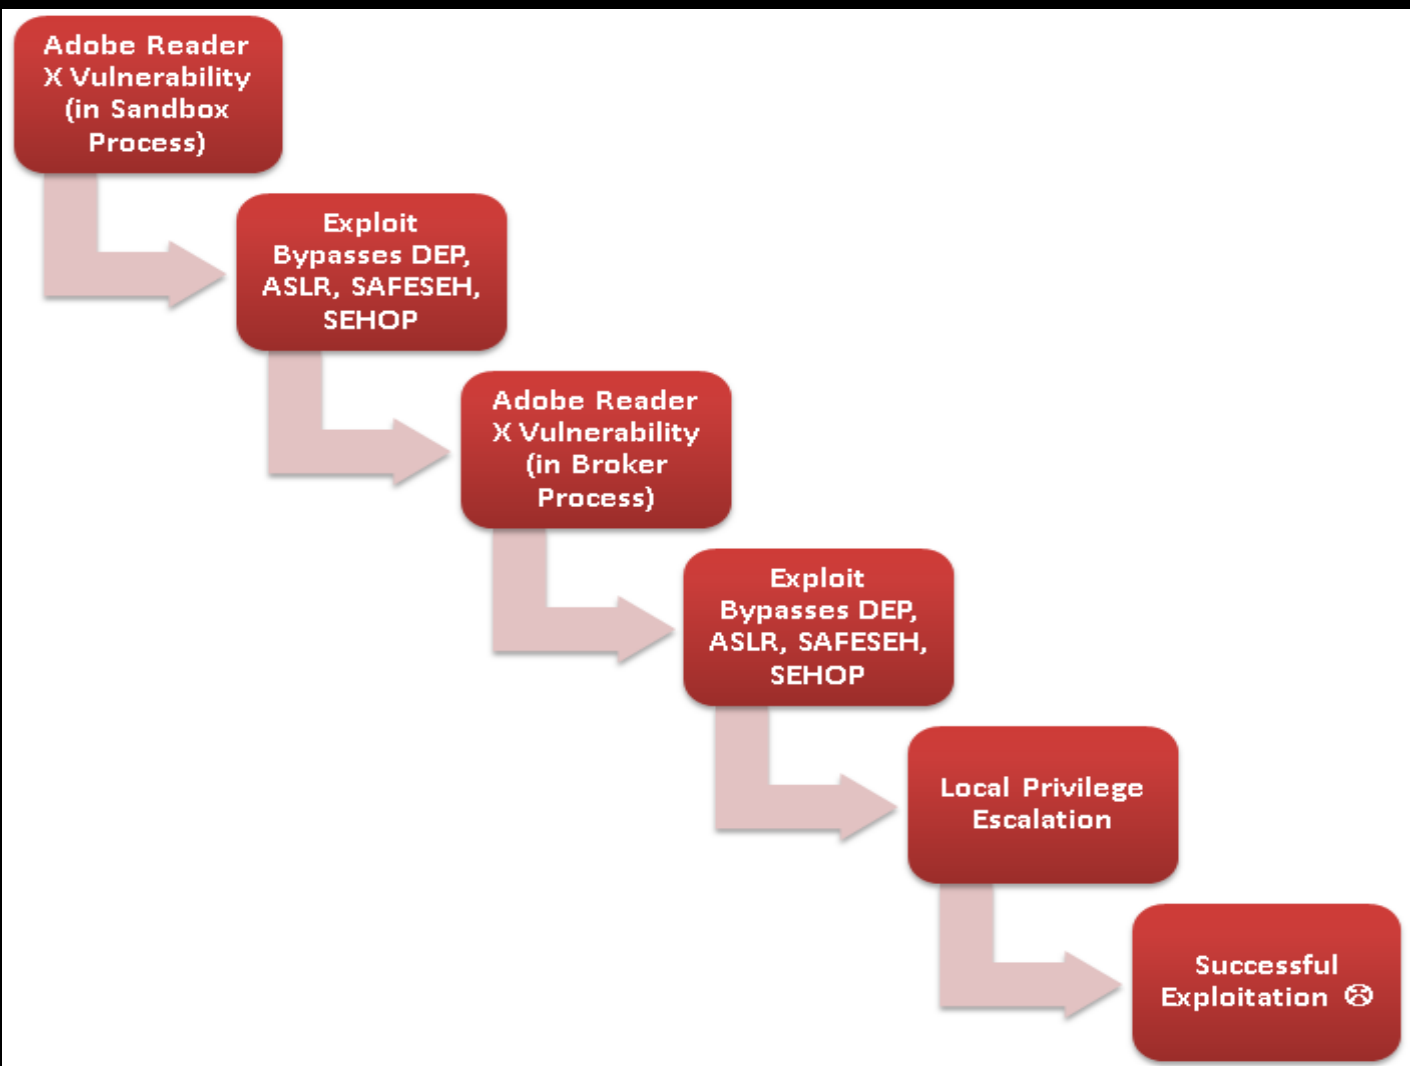 Adobe Reader
X Vulnerability
(in Sandbox
Process)
Exploit
Bypasses DEP,
ASLR, SAFESEH,
SEHOP
Adobe Reader
X Vulnerability
(in Broker
Process)
Exploit
Bypasses DEP,
ASLR, SAFESEH,
SEHOP
Local Privilege
Escalation
Successful
Exploitation ☹